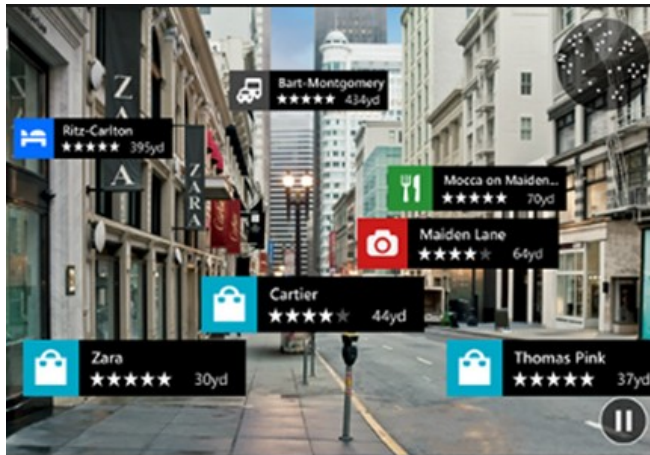 Bart-Montgomery
434yd
Ritz-Carlton
395yd
ZARA
ZARA
Mocca on Maiden...
70yd
Maiden Lane
64yd
Cartier
44yd
Zara
30yd
Thomas Pink
37yd